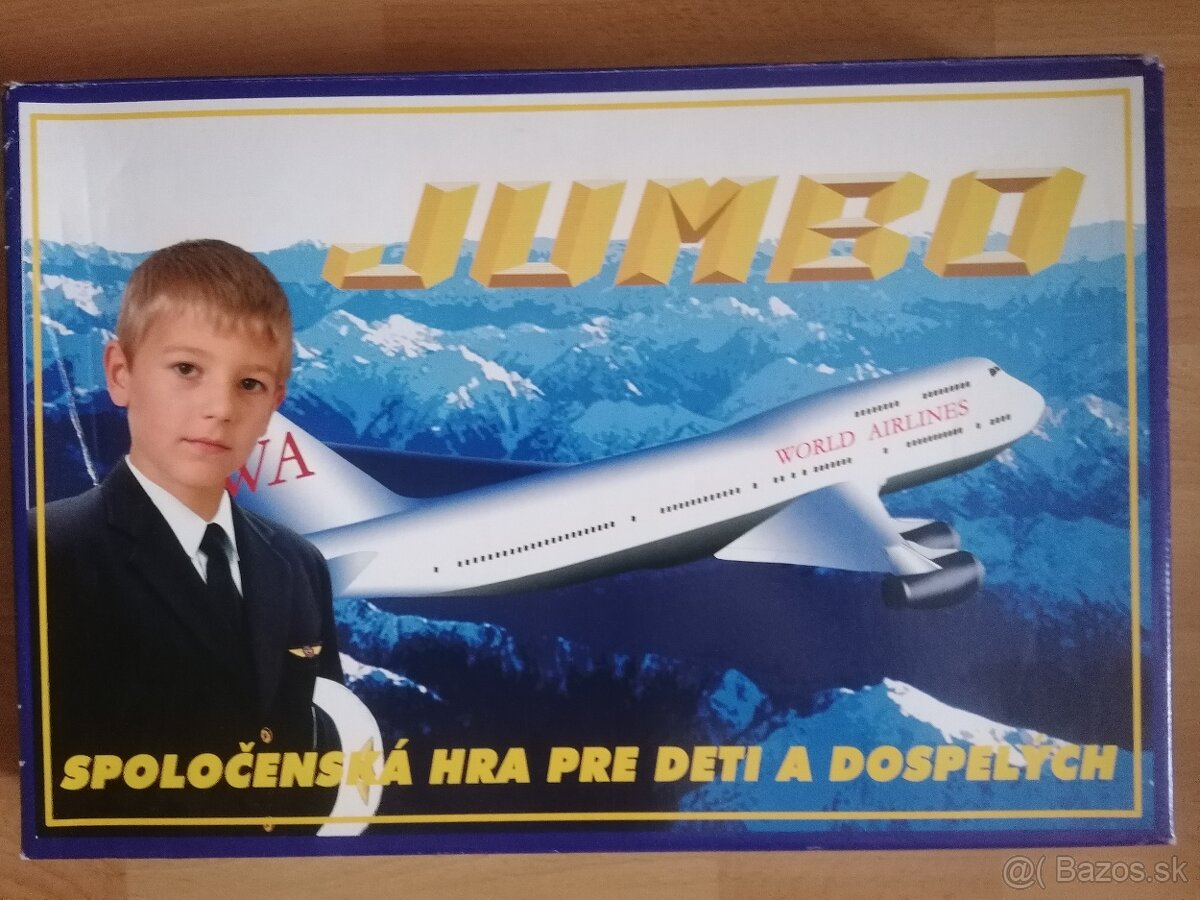 JUMBO
WA
WORLD AIRLINES
SPOLOČENSKÁ HRA PRE DETI A DOSPELÝCH
@( Bazos.sk